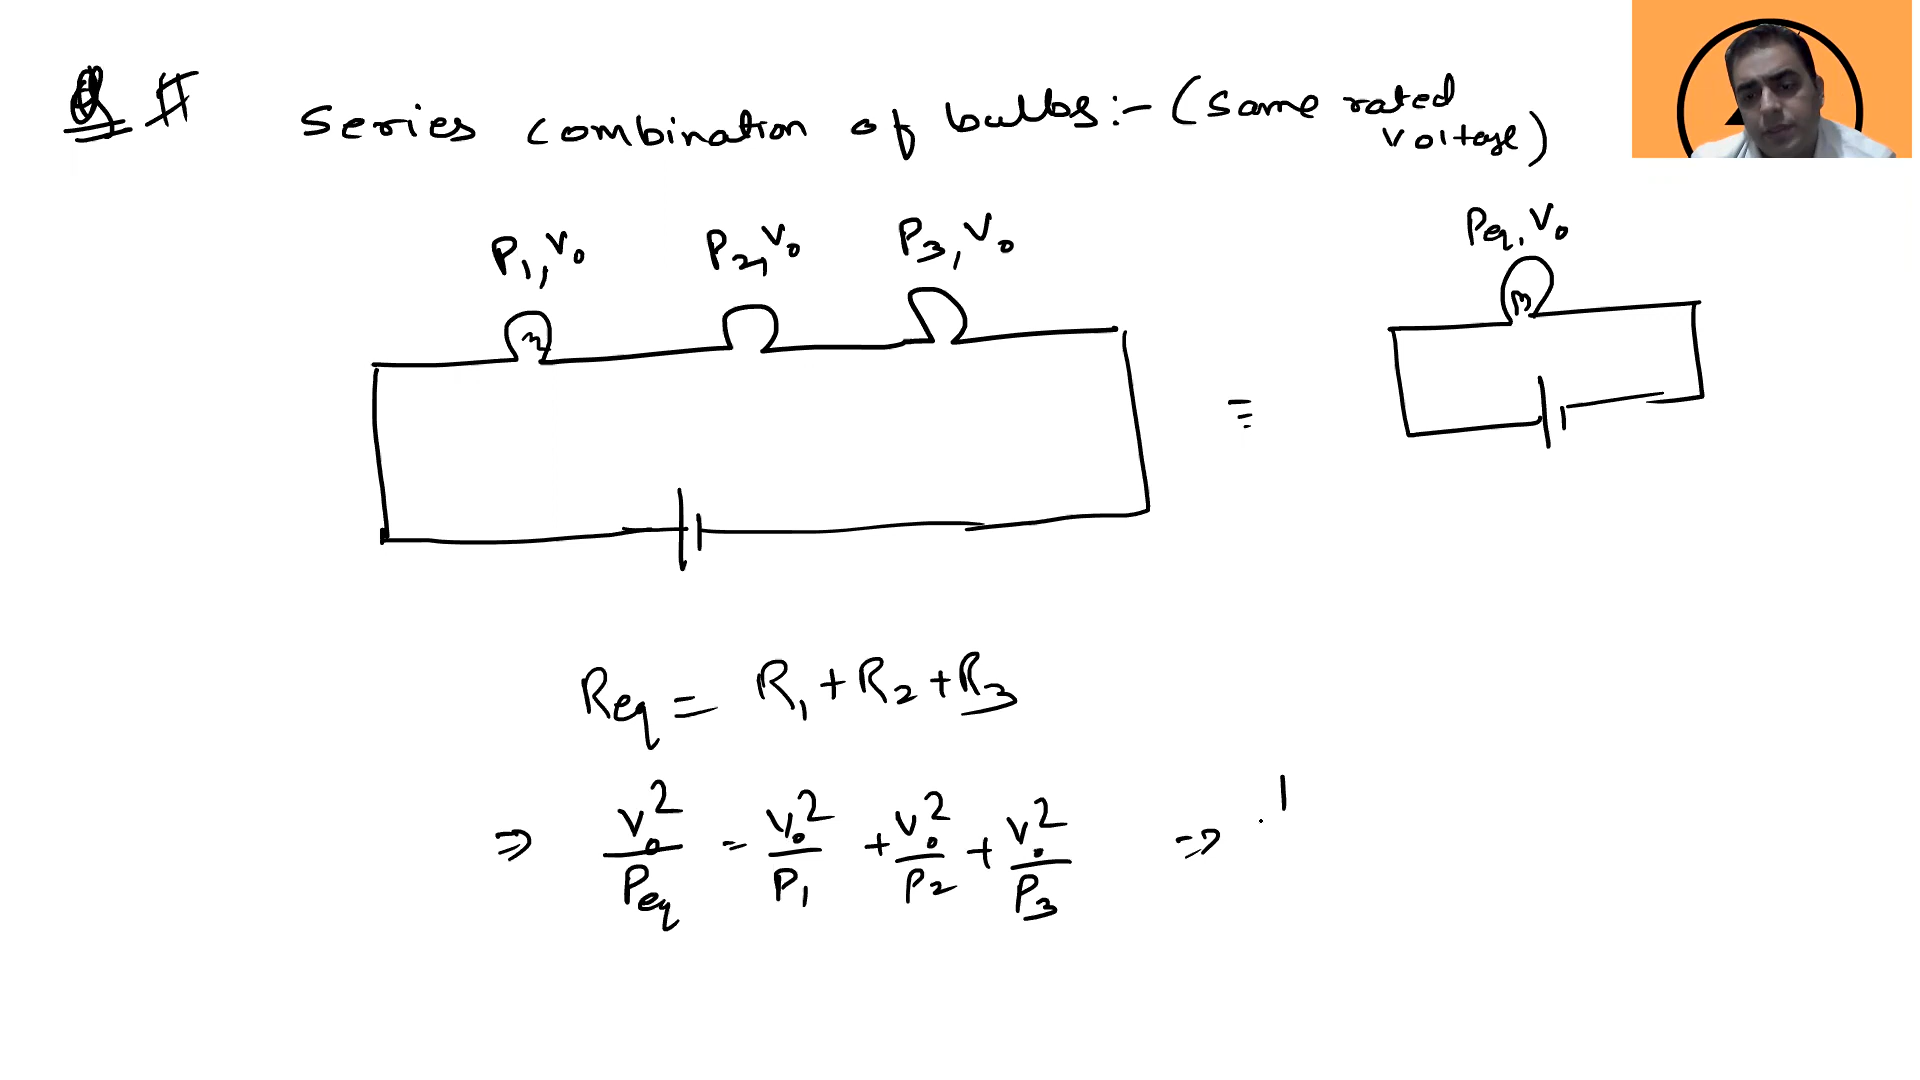 Q #
Series combination of bulbs:- (Same rated voltage)
P1, V0 P2, V0 P3, V0
Peq, V0
≡
Req = R1 + R2 + R3
⇒ V0²/Peq = V0²/P1 + V0²/P2 + V0²/P3 ⇒